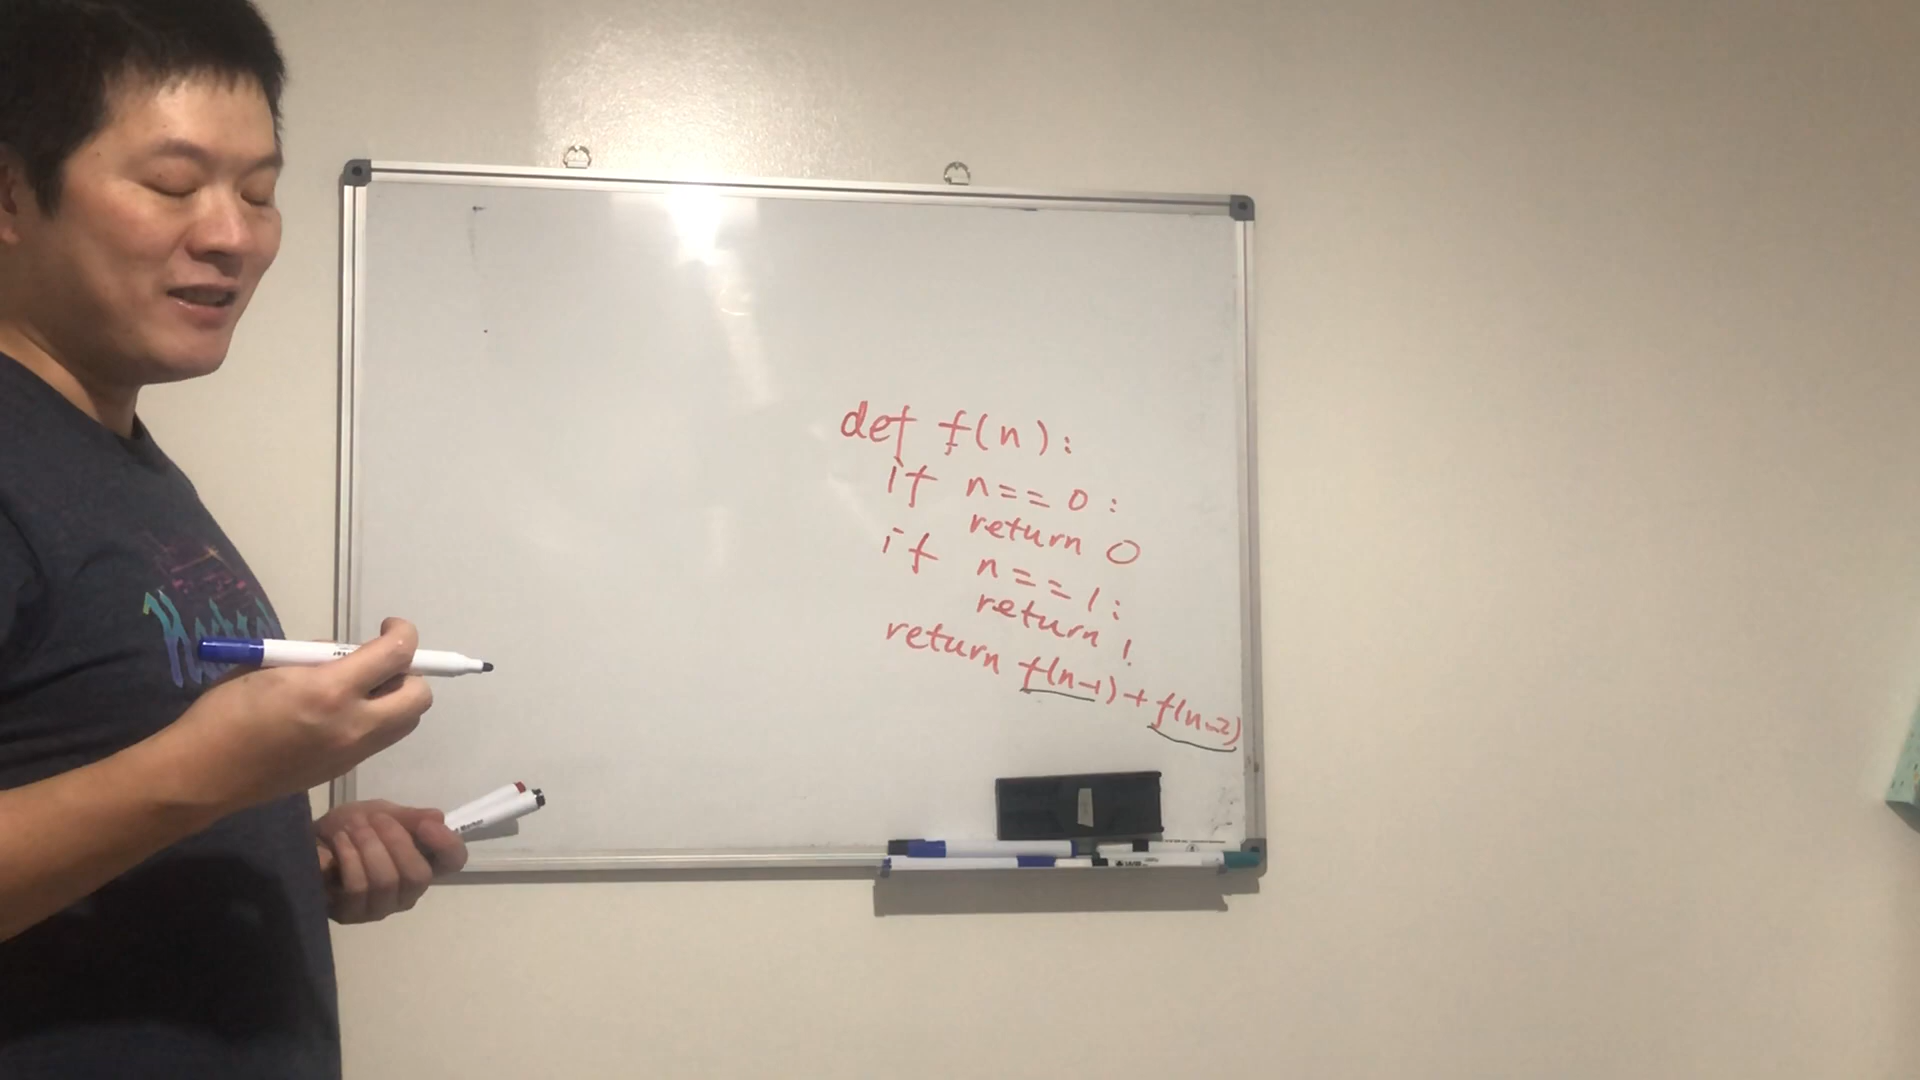 def f(n):
if n == 0:
return 0
if n == 1:
return 1
return f(n-1) + f(n-2)